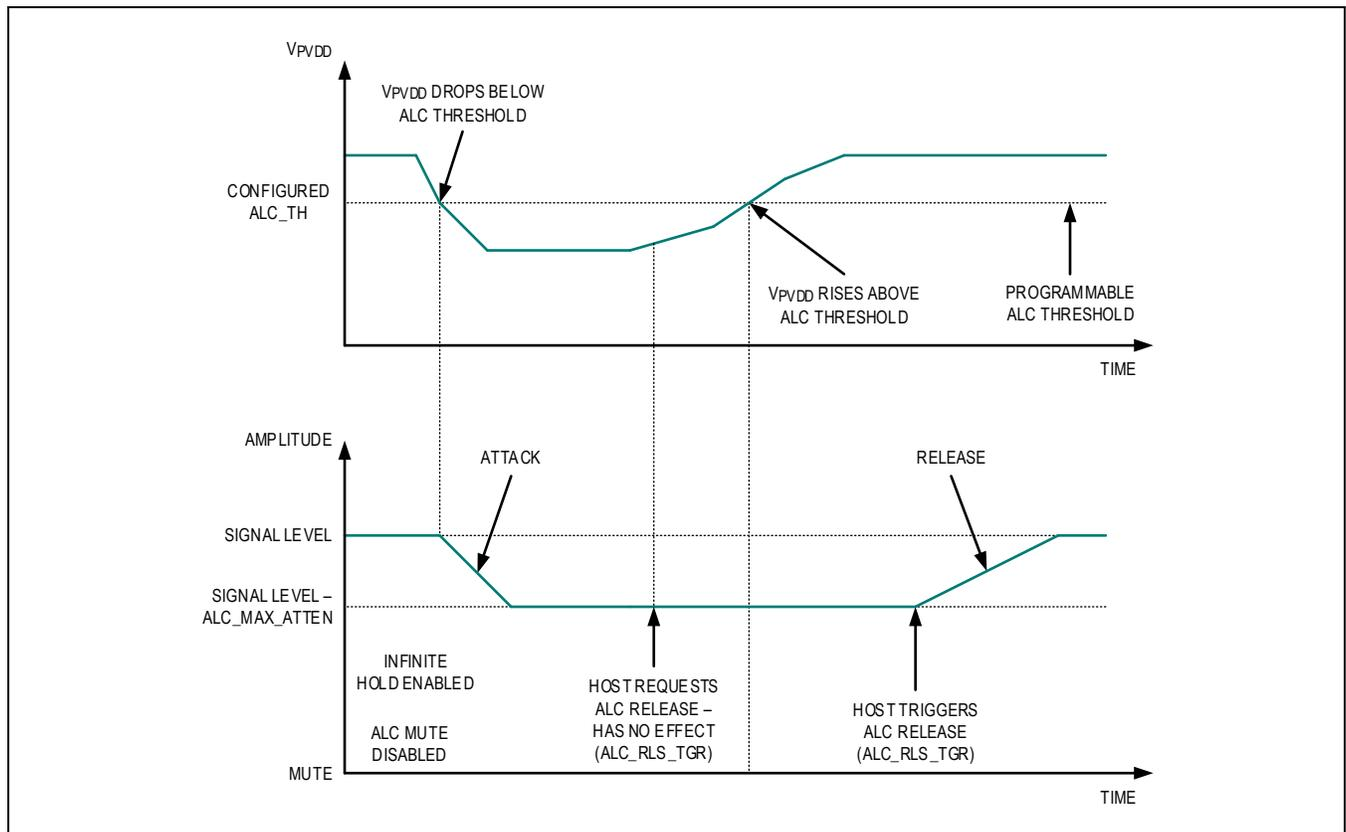 VPVDD
VPVDD DROPS BELOW
ALC THRESHOLD
CONFIGURED
ALC_TH
VPVDD RISES ABOVE
ALC THRESHOLD
PROGRAMMABLE
ALC THRESHOLD
TIME
AMPLITUDE
ATTACK
RELEASE
SIGNAL LEVEL
SIGNAL LEVEL –
ALC_MAX_ATTEN
INFINITE
HOLD ENABLED
ALC MUTE
DISABLED
HOST REQUESTS
ALC RELEASE –
HAS NO EFFECT
(ALC_RLS_TGR)
HOST TRIGGERS
ALC RELEASE
(ALC_RLS_TGR)
MUTE
TIME